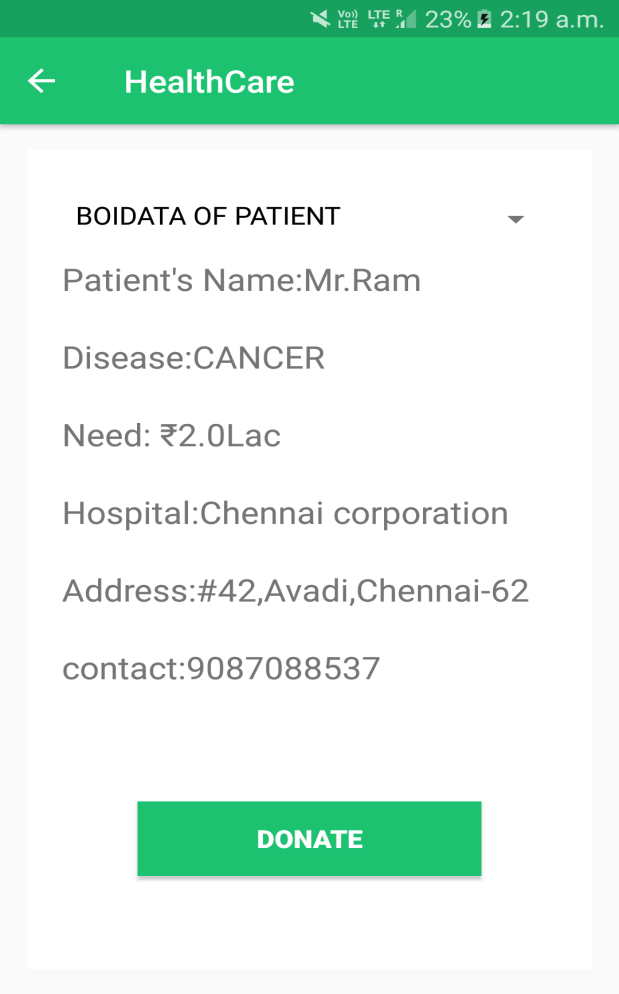 Vo)) LTE LTE R 23% 2:19 a.m.
HealthCare
BOIDATA OF PATIENT
Patient's Name:Mr.Ram
Disease:CANCER
Need: ₹2.0Lac
Hospital:Chennai corporation
Address:#42,Avadi,Chennai-62
contact:9087088537
DONATE